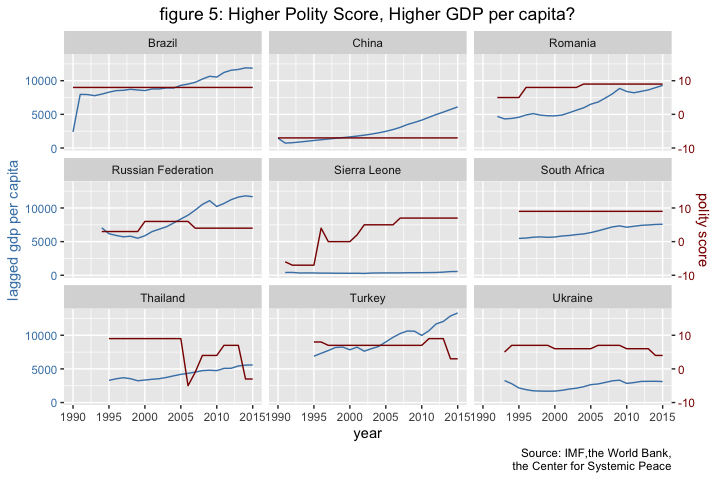 figure 5: Higher Polity Score, Higher GDP per capita?
Brazil China Romania
10000 10
5000 0
0 -10
Russian Federation Sierra Leone South Africa
10000 10
5000 0
0 -10
Thailand Turkey Ukraine
10000 10
5000 0
0 -10
1990 1995 2000 2005 2010 2015 1990 1995 2000 2005 2010 2015 1990 1995 2000 2005 2010 2015
lagged gdp per capita
polity score
year
Source: IMF,the World Bank,
the Center for Systemic Peace